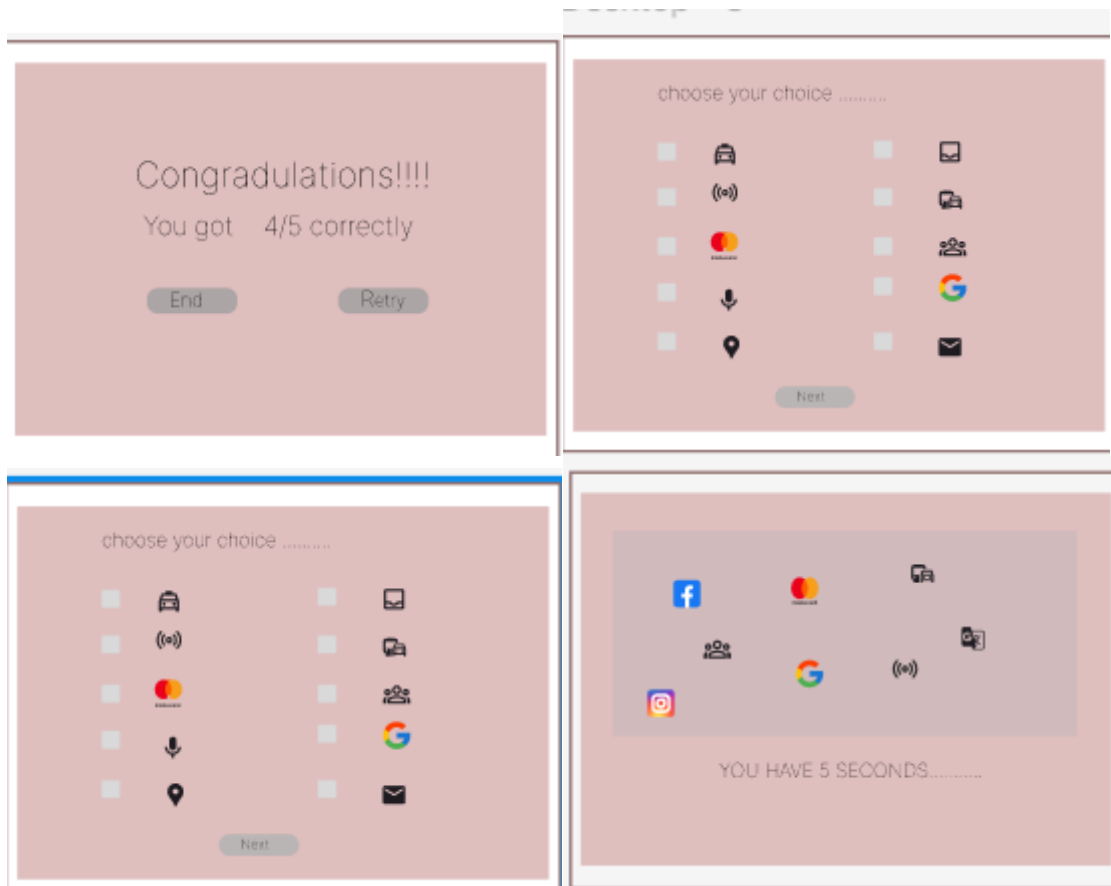 Congradulations!!!!
You got 4/5 correctly
End
Retry
choose your choice ..........
Next
choose your choice ..........
Next
YOU HAVE 5 SECONDS...........